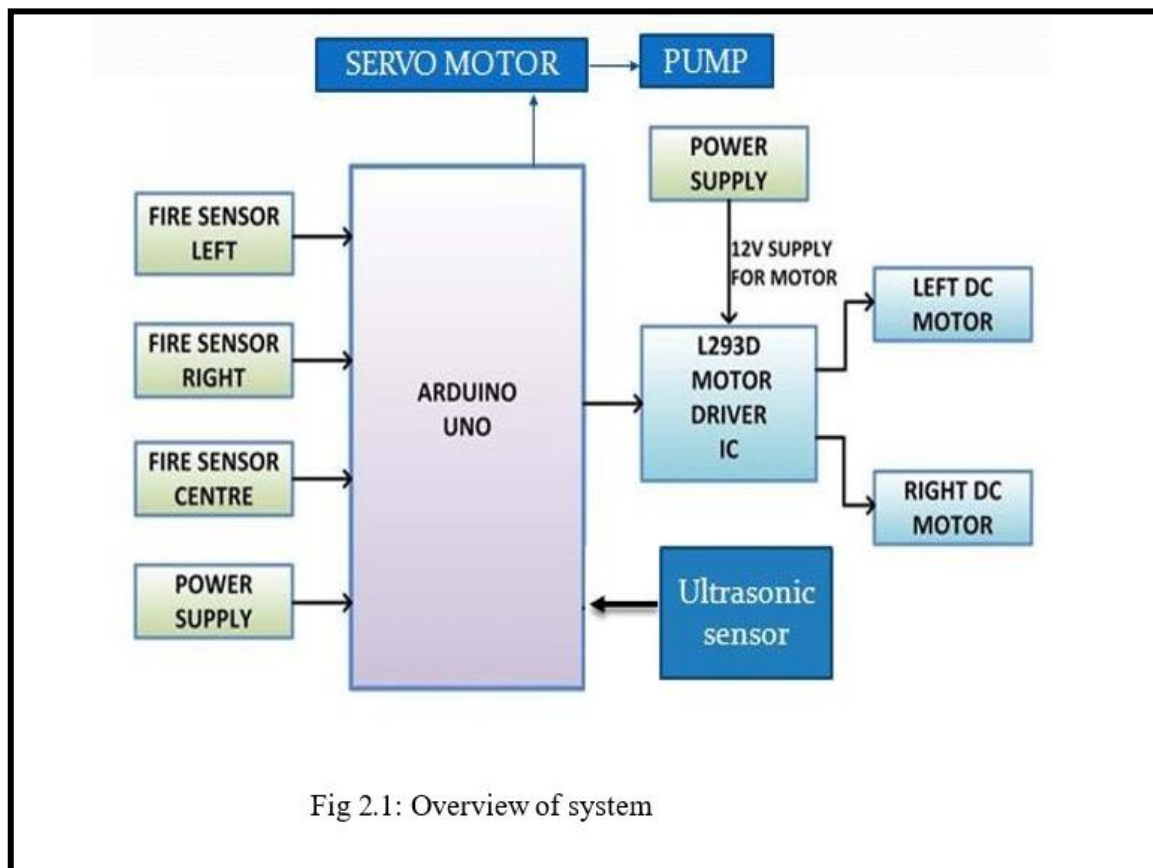 SERVO MOTOR
PUMP
POWER
SUPPLY
FIRE SENSOR
LEFT
12V SUPPLY
FOR MOTOR
LEFT DC
MOTOR
FIRE SENSOR
RIGHT
ARDUINO
UNO
L293D
MOTOR
DRIVER
IC
FIRE SENSOR
CENTRE
RIGHT DC
MOTOR
POWER
SUPPLY
Ultrasonic
sensor
Fig 2.1: Overview of system